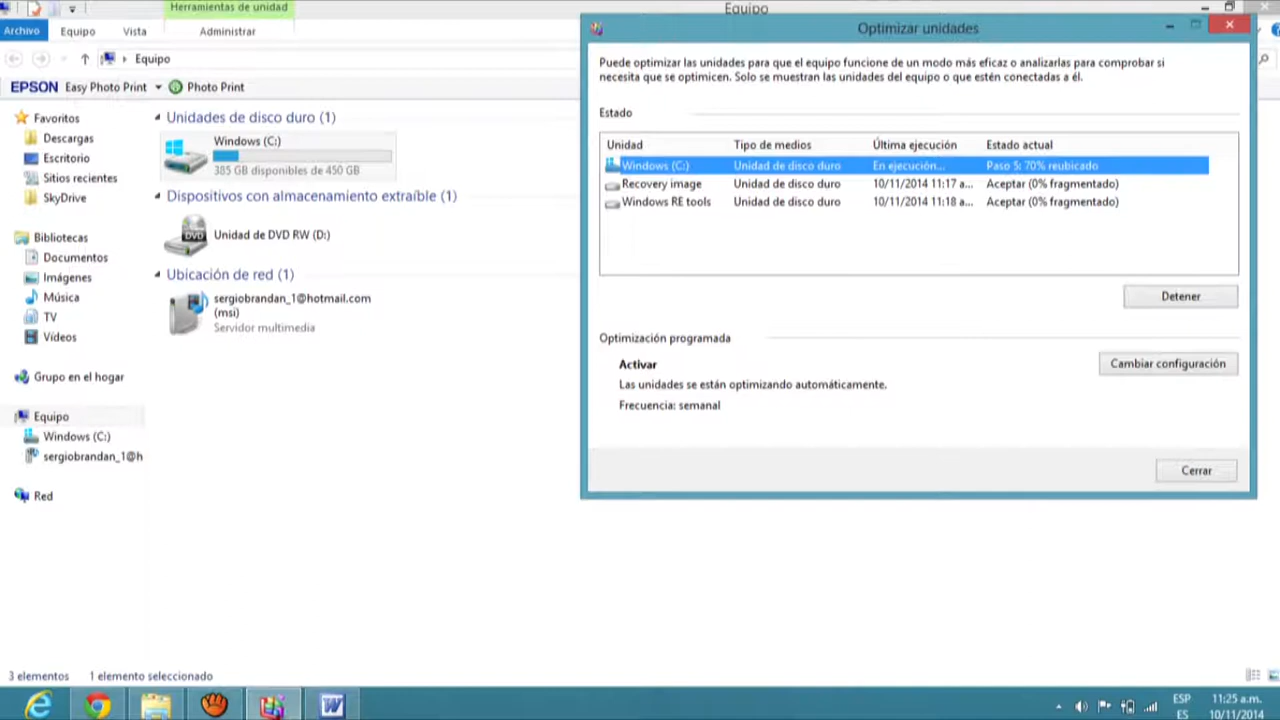 Herramientas de unidad
Equipo
Archivo
Equipo
Vista
Administrar
Equipo
EPSON Easy Photo Print
Photo Print
Favoritos
Descargas
Escritorio
Sitios recientes
SkyDrive
Bibliotecas
Documentos
Imágenes
Música
TV
Vídeos
Grupo en el hogar
Equipo
Windows (C:)
sergiobrandan_1@h
Red
Unidades de disco duro (1)
Windows (C:)
385 GB disponibles de 450 GB
Dispositivos con almacenamiento extraíble (1)
DVD
Unidad de DVD RW (D:)
Ubicación de red (1)
sergiobrandan_1@hotmail.com
(msi)
Servidor multimedia
Optimizar unidades
Puede optimizar las unidades para que el equipo funcione de un modo más eficaz o analizarlas para comprobar si
necesita que se optimicen. Solo se muestran las unidades del equipo o que estén conectadas a él.
Estado
Unidad Tipo de medios Última ejecución Estado actual
Windows (C:) Unidad de disco duro En ejecución... Paso 5: 70% reubicado
Recovery image Unidad de disco duro 10/11/2014 11:17 a... Aceptar (0% fragmentado)
Windows RE tools Unidad de disco duro 10/11/2014 11:18 a... Aceptar (0% fragmentado)
Detener
Optimización programada
Activar
Cambiar configuración
Las unidades se están optimizando automáticamente.
Frecuencia: semanal
Cerrar
3 elementos 1 elemento seleccionado
ESP
ES
11:25 a.m.
10/11/2014